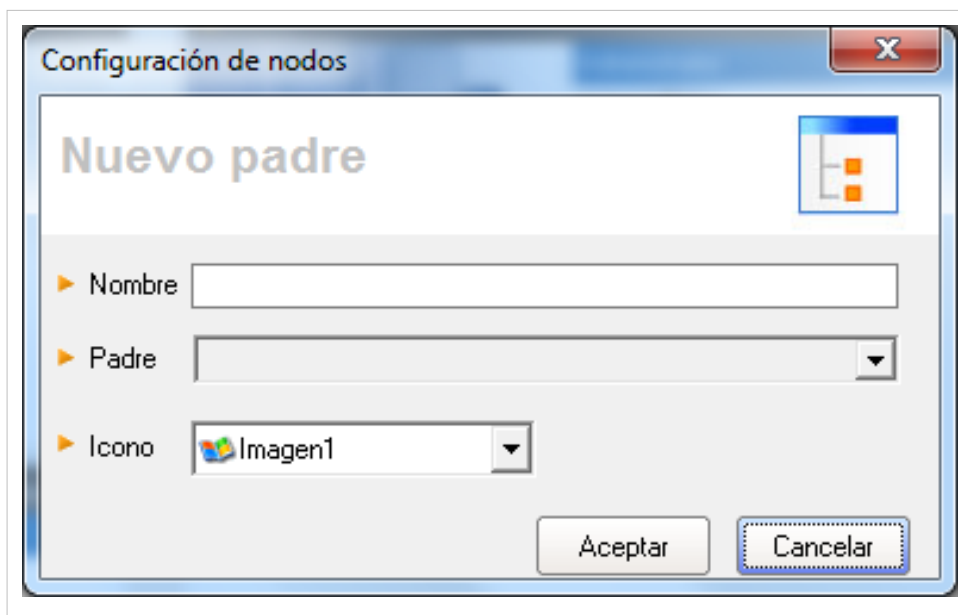 Configuración de nodos
Nuevo padre
Nombre
Padre
Icono
Imagen1
Aceptar
Cancelar